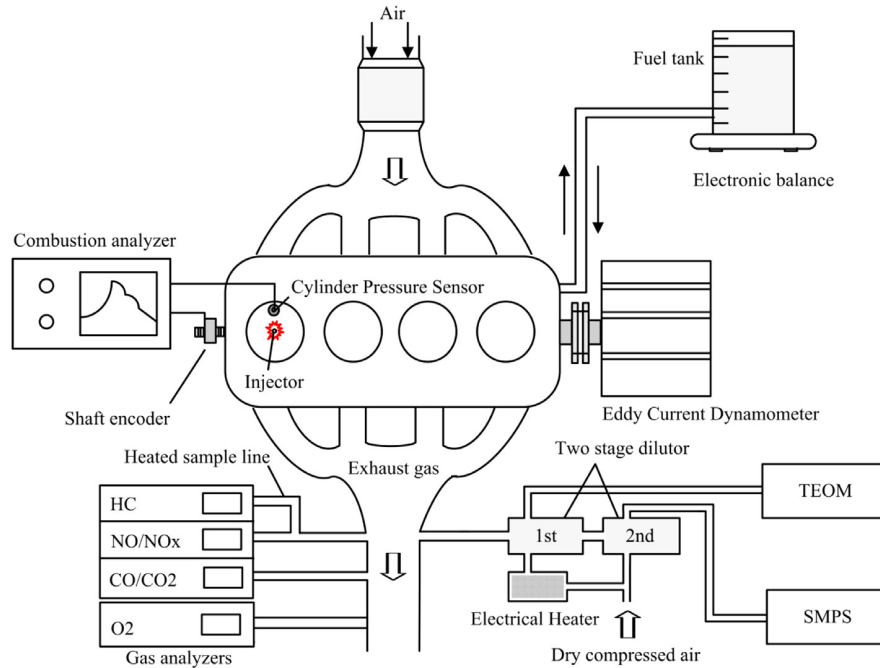 Air
Fuel tank
Electronic balance
Combustion analyzer
Cylinder Pressure Sensor
Injector
Shaft encoder
Eddy Current Dynamometer
Heated sample line
Exhaust gas
Two stage dilutor
HC
NO/NOx
CO/CO2
O2
Gas analyzers
1st
2nd
TEOM
Electrical Heater
SMPS
Dry compressed air